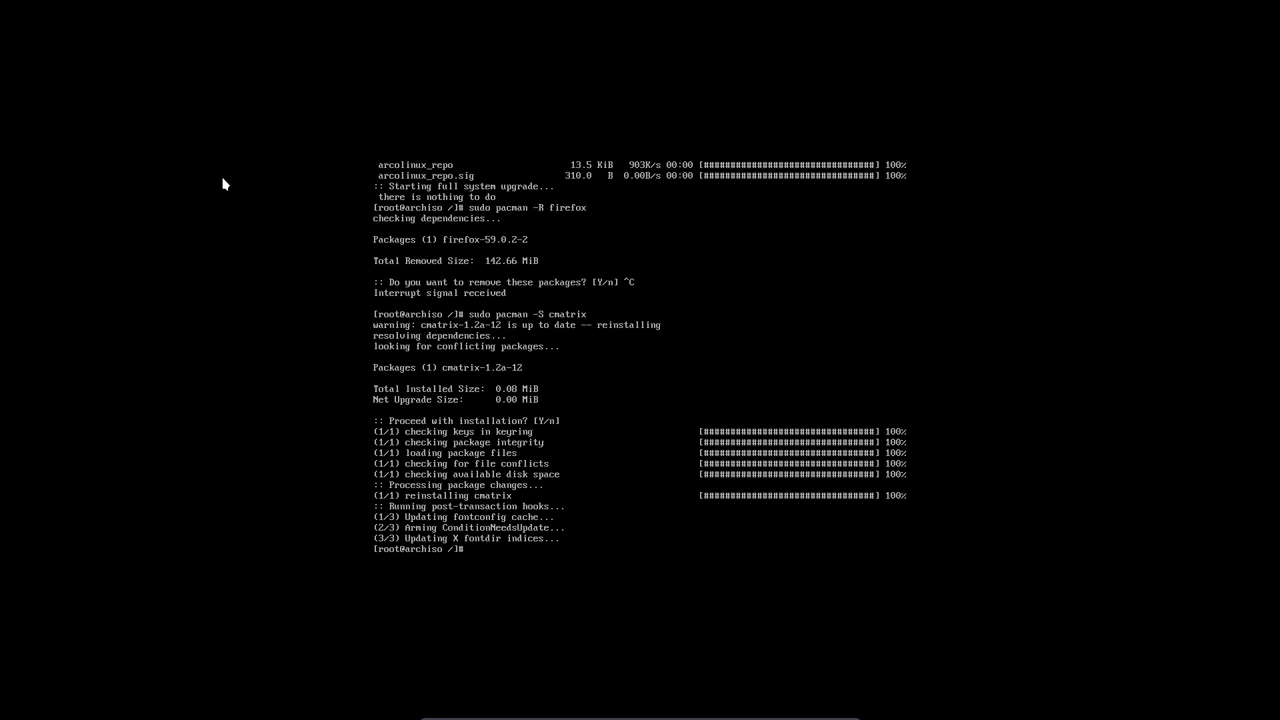 arcolinux_repo 13.5 KiB 903K/s 00:00 [################################] 100%
arcolinux_repo.sig 310.0 B 0.00B/s 00:00 [################################] 100%
:: Starting full system upgrade...
there is nothing to do
[root@archiso /]# sudo pacman -R firefox
checking dependencies...
Packages (1) firefox-59.0.2-2
Total Removed Size: 142.66 MiB
:: Do you want to remove these packages? [Y/n] ^C
Interrupt signal received
[root@archiso /]# sudo pacman -S cmatrix
warning: cmatrix-1.2a-12 is up to date -- reinstalling
resolving dependencies...
looking for conflicting packages...
Packages (1) cmatrix-1.2a-12
Total Installed Size: 0.08 MiB
Net Upgrade Size: 0.00 MiB
:: Proceed with installation? [Y/n]
(1/1) checking keys in keyring [################################] 100%
(1/1) checking package integrity [################################] 100%
(1/1) loading package files [################################] 100%
(1/1) checking for file conflicts [################################] 100%
(1/1) checking available disk space [################################] 100%
:: Processing package changes...
(1/1) reinstalling cmatrix [################################] 100%
:: Running post-transaction hooks...
(1/3) Updating fontconfig cache...
(2/3) Arming ConditionNeedsUpdate...
(3/3) Updating X fontdir indices...
[root@archiso /]#